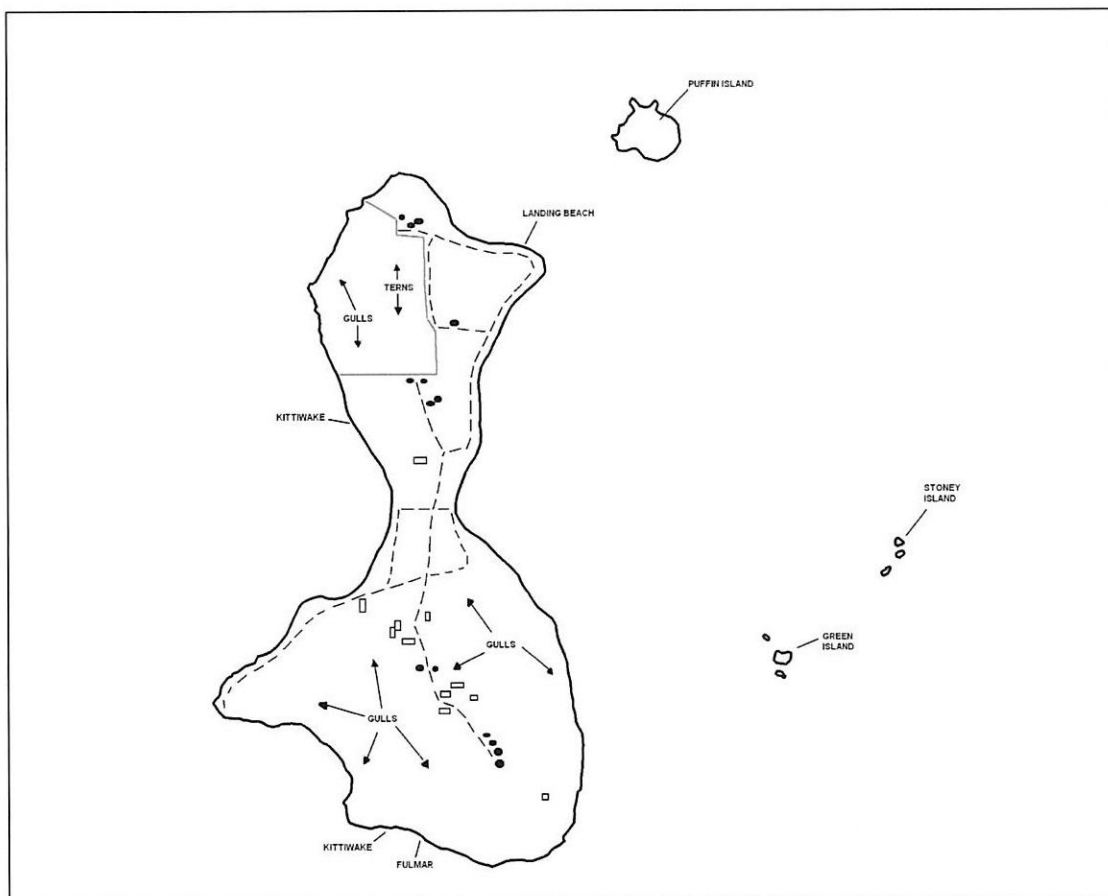 PUFFIN ISLAND
LANDING BEACH
TERNS
GULLS
KITTIWAKE
STONEY
ISLAND
GREEN
ISLAND
GULLS
GULLS
KITTIWAKE
FULMAR